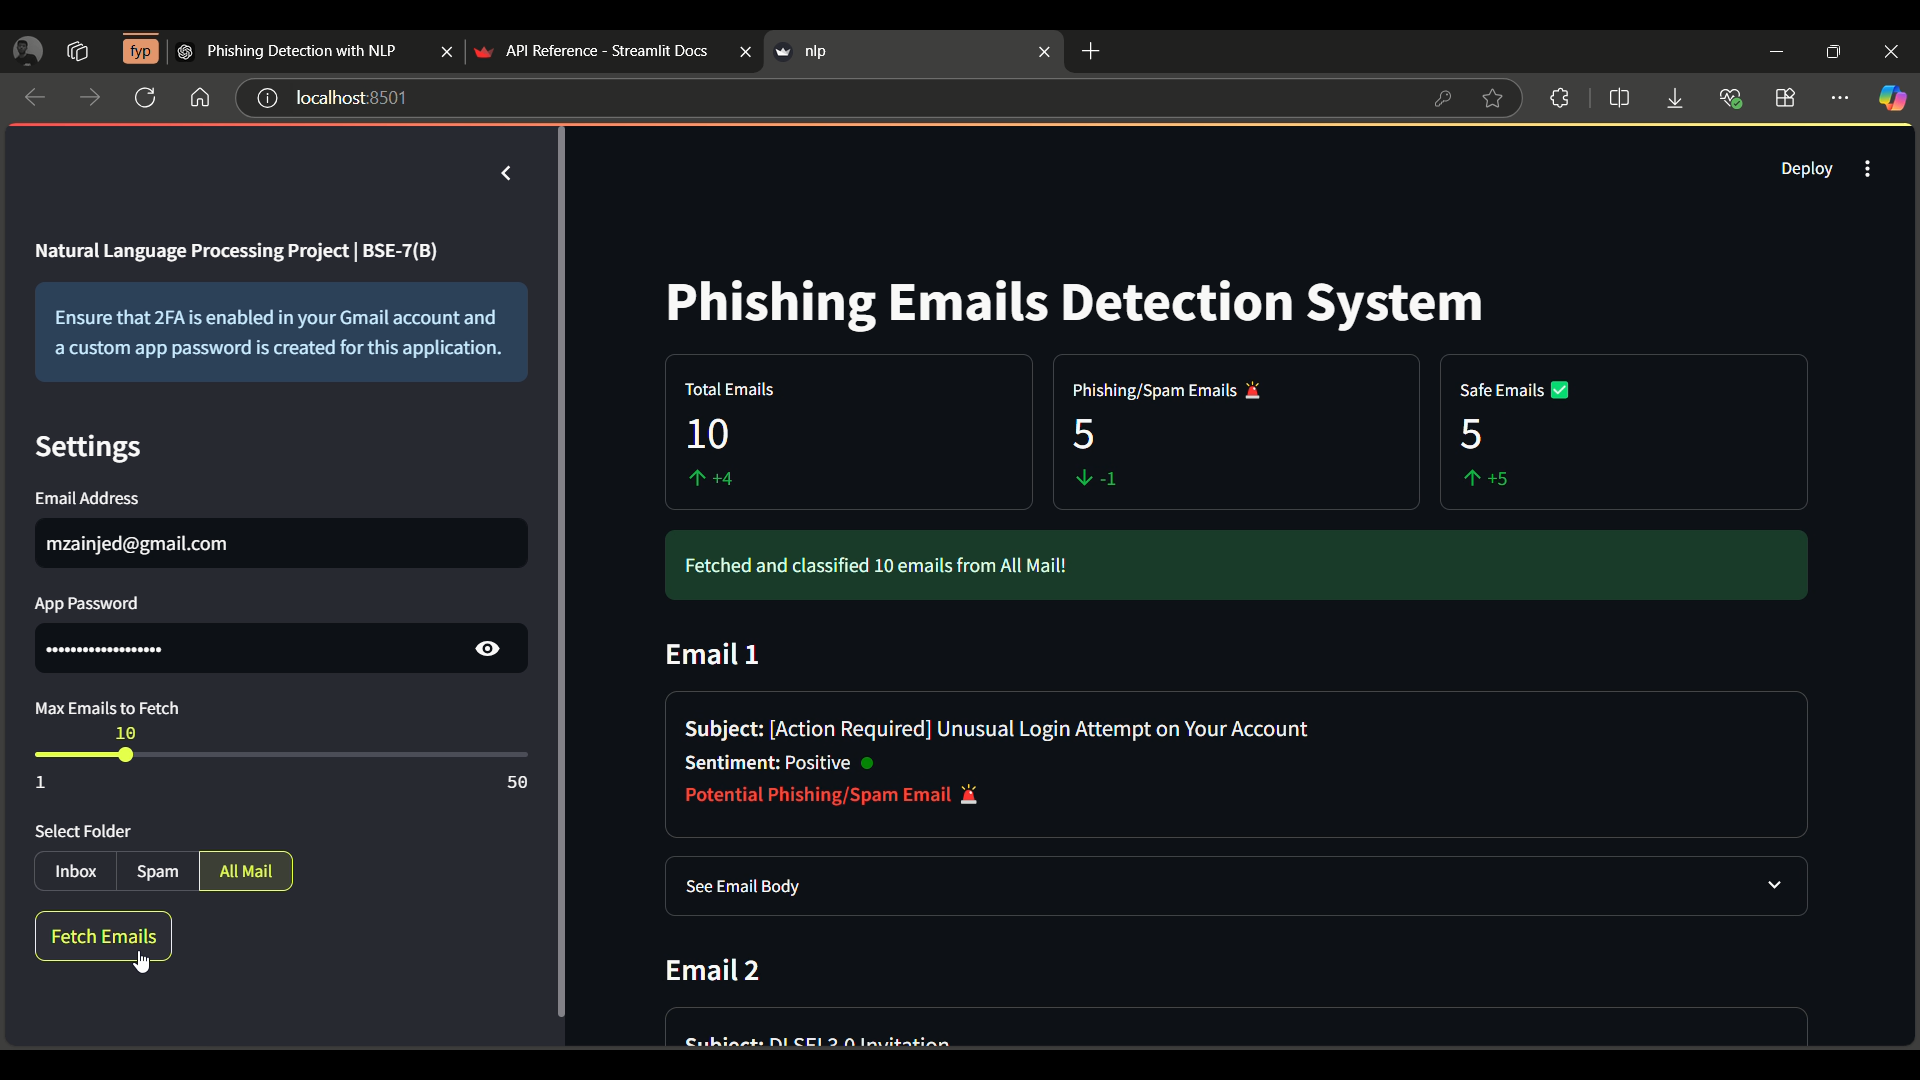 fyp
Phishing Detection with NLP
API Reference - Streamlit Docs
nlp
localhost:8501
Deploy
Natural Language Processing Project | BSE-7(B)
Ensure that 2FA is enabled in your Gmail account and
a custom app password is created for this application.
Settings
Email Address
mzainjed@gmail.com
App Password
Max Emails to Fetch
10
1
50
Select Folder
Inbox
Spam
All Mail
Fetch Emails
Phishing Emails Detection System
Total Emails
10
+4
Phishing/Spam Emails
5
-1
Safe Emails
5
+5
Fetched and classified 10 emails from All Mail!
Email 1
Subject: [Action Required] Unusual Login Attempt on Your Account
Sentiment: Positive
Potential Phishing/Spam Email
See Email Body
Email 2
Subject: DLSEI 3.0 Invitation